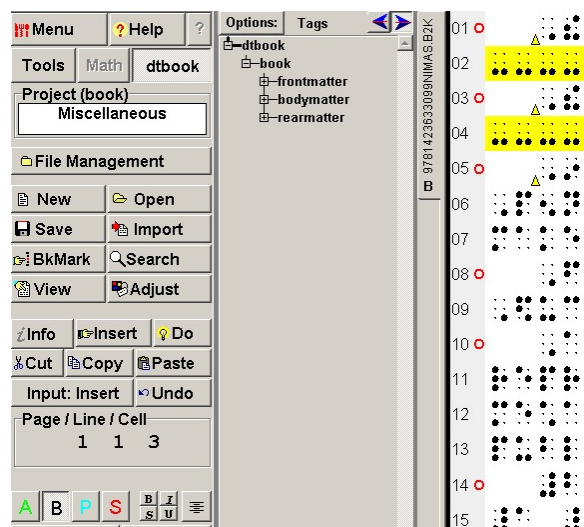 Menu
?Help
?
Tools
Math
dtbook
Project (book)
Miscellaneous
File Management
New
Open
Save
Import
BkMark
Search
View
Adjust
iInfo
Insert
Do
Cut
Copy
Paste
Input: Insert
Undo
Page / Line / Cell
1 1 3
A
B
P
S
B I
S U
Options:
Tags
dtbook
book
frontmatter
bodymatter
rearmatter
9781423633099NIMAS.B2K
B
01
02
03
04
05
06
07
08
09
10
11
12
13
14
15